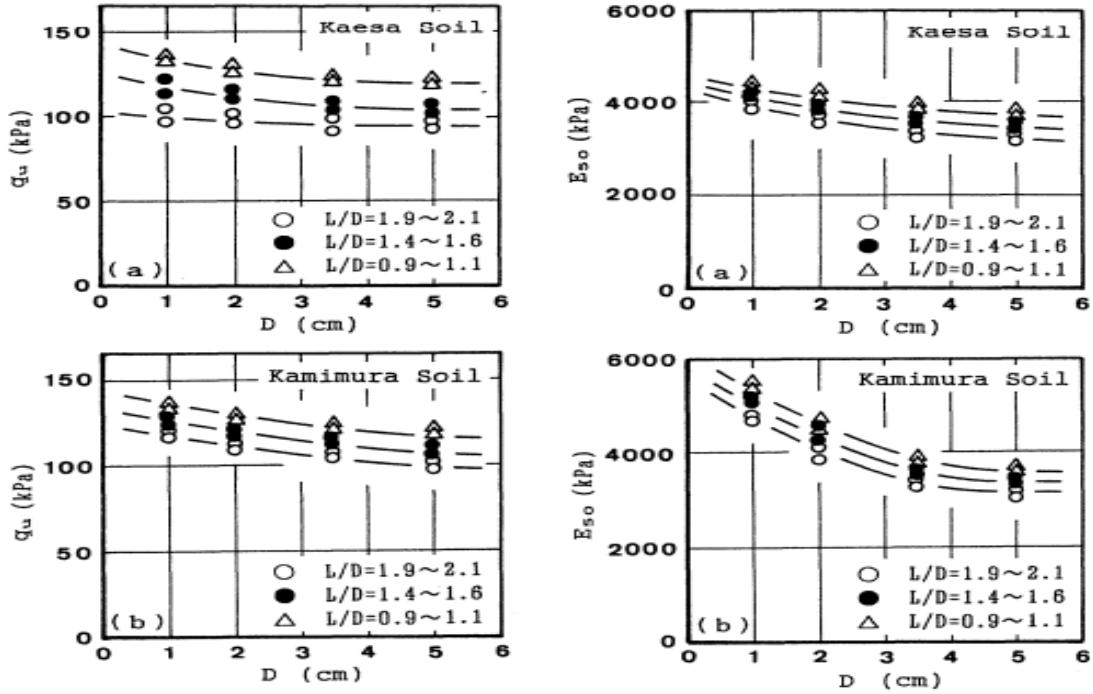 150
Kaesa Soil
100
qu (kPa)
50
L/D=1.9~2.1
L/D=1.4~1.6
L/D=0.9~1.1
(a)
0
0 1 2 3 4 5 6
D (cm)
6000
Kaesa Soil
4000
E50 (kPa)
2000
L/D=1.9~2.1
L/D=1.4~1.6
L/D=0.9~1.1
(a)
0
0 1 2 3 4 5 6
D (cm)
150
Kamimura Soil
100
qu (kPa)
50
L/D=1.9~2.1
L/D=1.4~1.6
L/D=0.9~1.1
(b)
0
0 1 2 3 4 5 6
D (cm)
6000
Kamimura Soil
4000
E50 (kPa)
2000
L/D=1.9~2.1
L/D=1.4~1.6
L/D=0.9~1.1
(b)
0
0 1 2 3 4 5 6
D (cm)